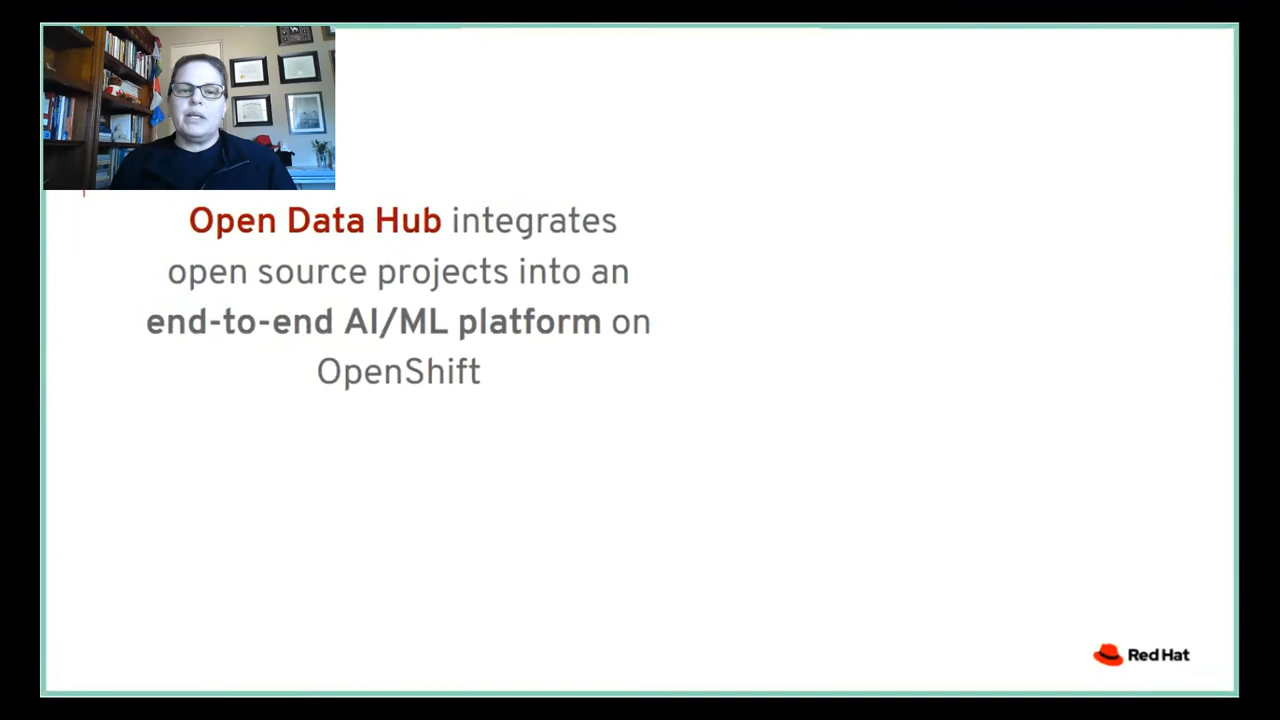 Open Data Hub integrates
open source projects into an
end-to-end AI/ML platform on
OpenShift
Red Hat